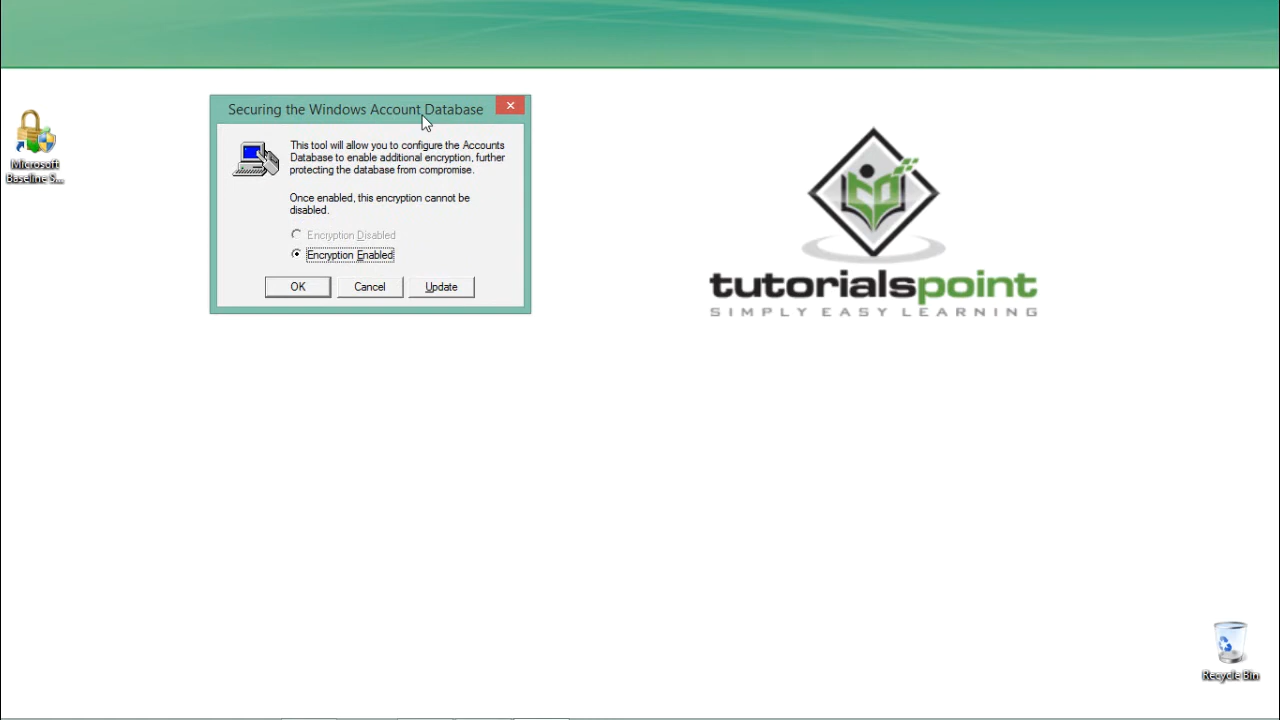 Securing the Windows Account Database
This tool will allow you to configure the Accounts
Database to enable additional encryption, further
protecting the database from compromise.
Once enabled, this encryption cannot be
disabled.
Encryption Disabled
Encryption Enabled
OK Cancel Update
Microsoft
Baseline S...
tutorialspoint
SIMPLY EASY LEARNING
Recycle Bin